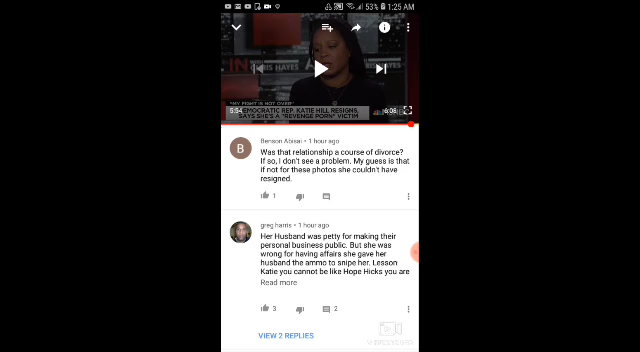 53% 1:25 AM
IN
CHRIS HAYES
"MY FIGHT IS NOT OVER"
DEMOCRATIC REP. KATIE HILL RESIGNS,
SAYS SHE'S A "REVENGE PORN" VICTIM
5:54
6:08
B
Benson Abisai • 1 hour ago
Was that relationship a course of divorce?
If so, I don't see a problem. My guess is that
if not for these photos she couldn't have
resigned.
1
greg harris • 1 hour ago
Her Husband was petty for making their
personal business public. But she was
wrong for having affairs she gave her
husband the ammo to snipe her. Lesson
Katie you cannot be like Hope Hicks you are
Read more
3
2
VIEW 2 REPLIES